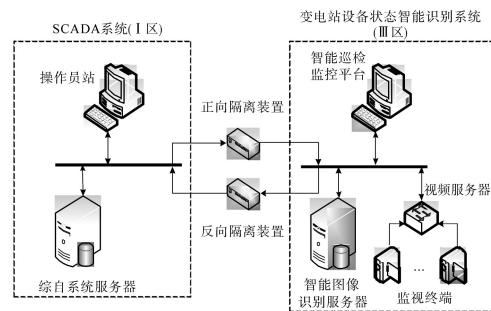 SCADA系统(Ⅰ区)
变电站设备状态智能识别系统
(Ⅲ区)
操作员站
智能巡检
监控平台
正向隔离装置
视频服务器
反向隔离装置
综自系统服务器
智能图像
识别服务器
...
监视终端